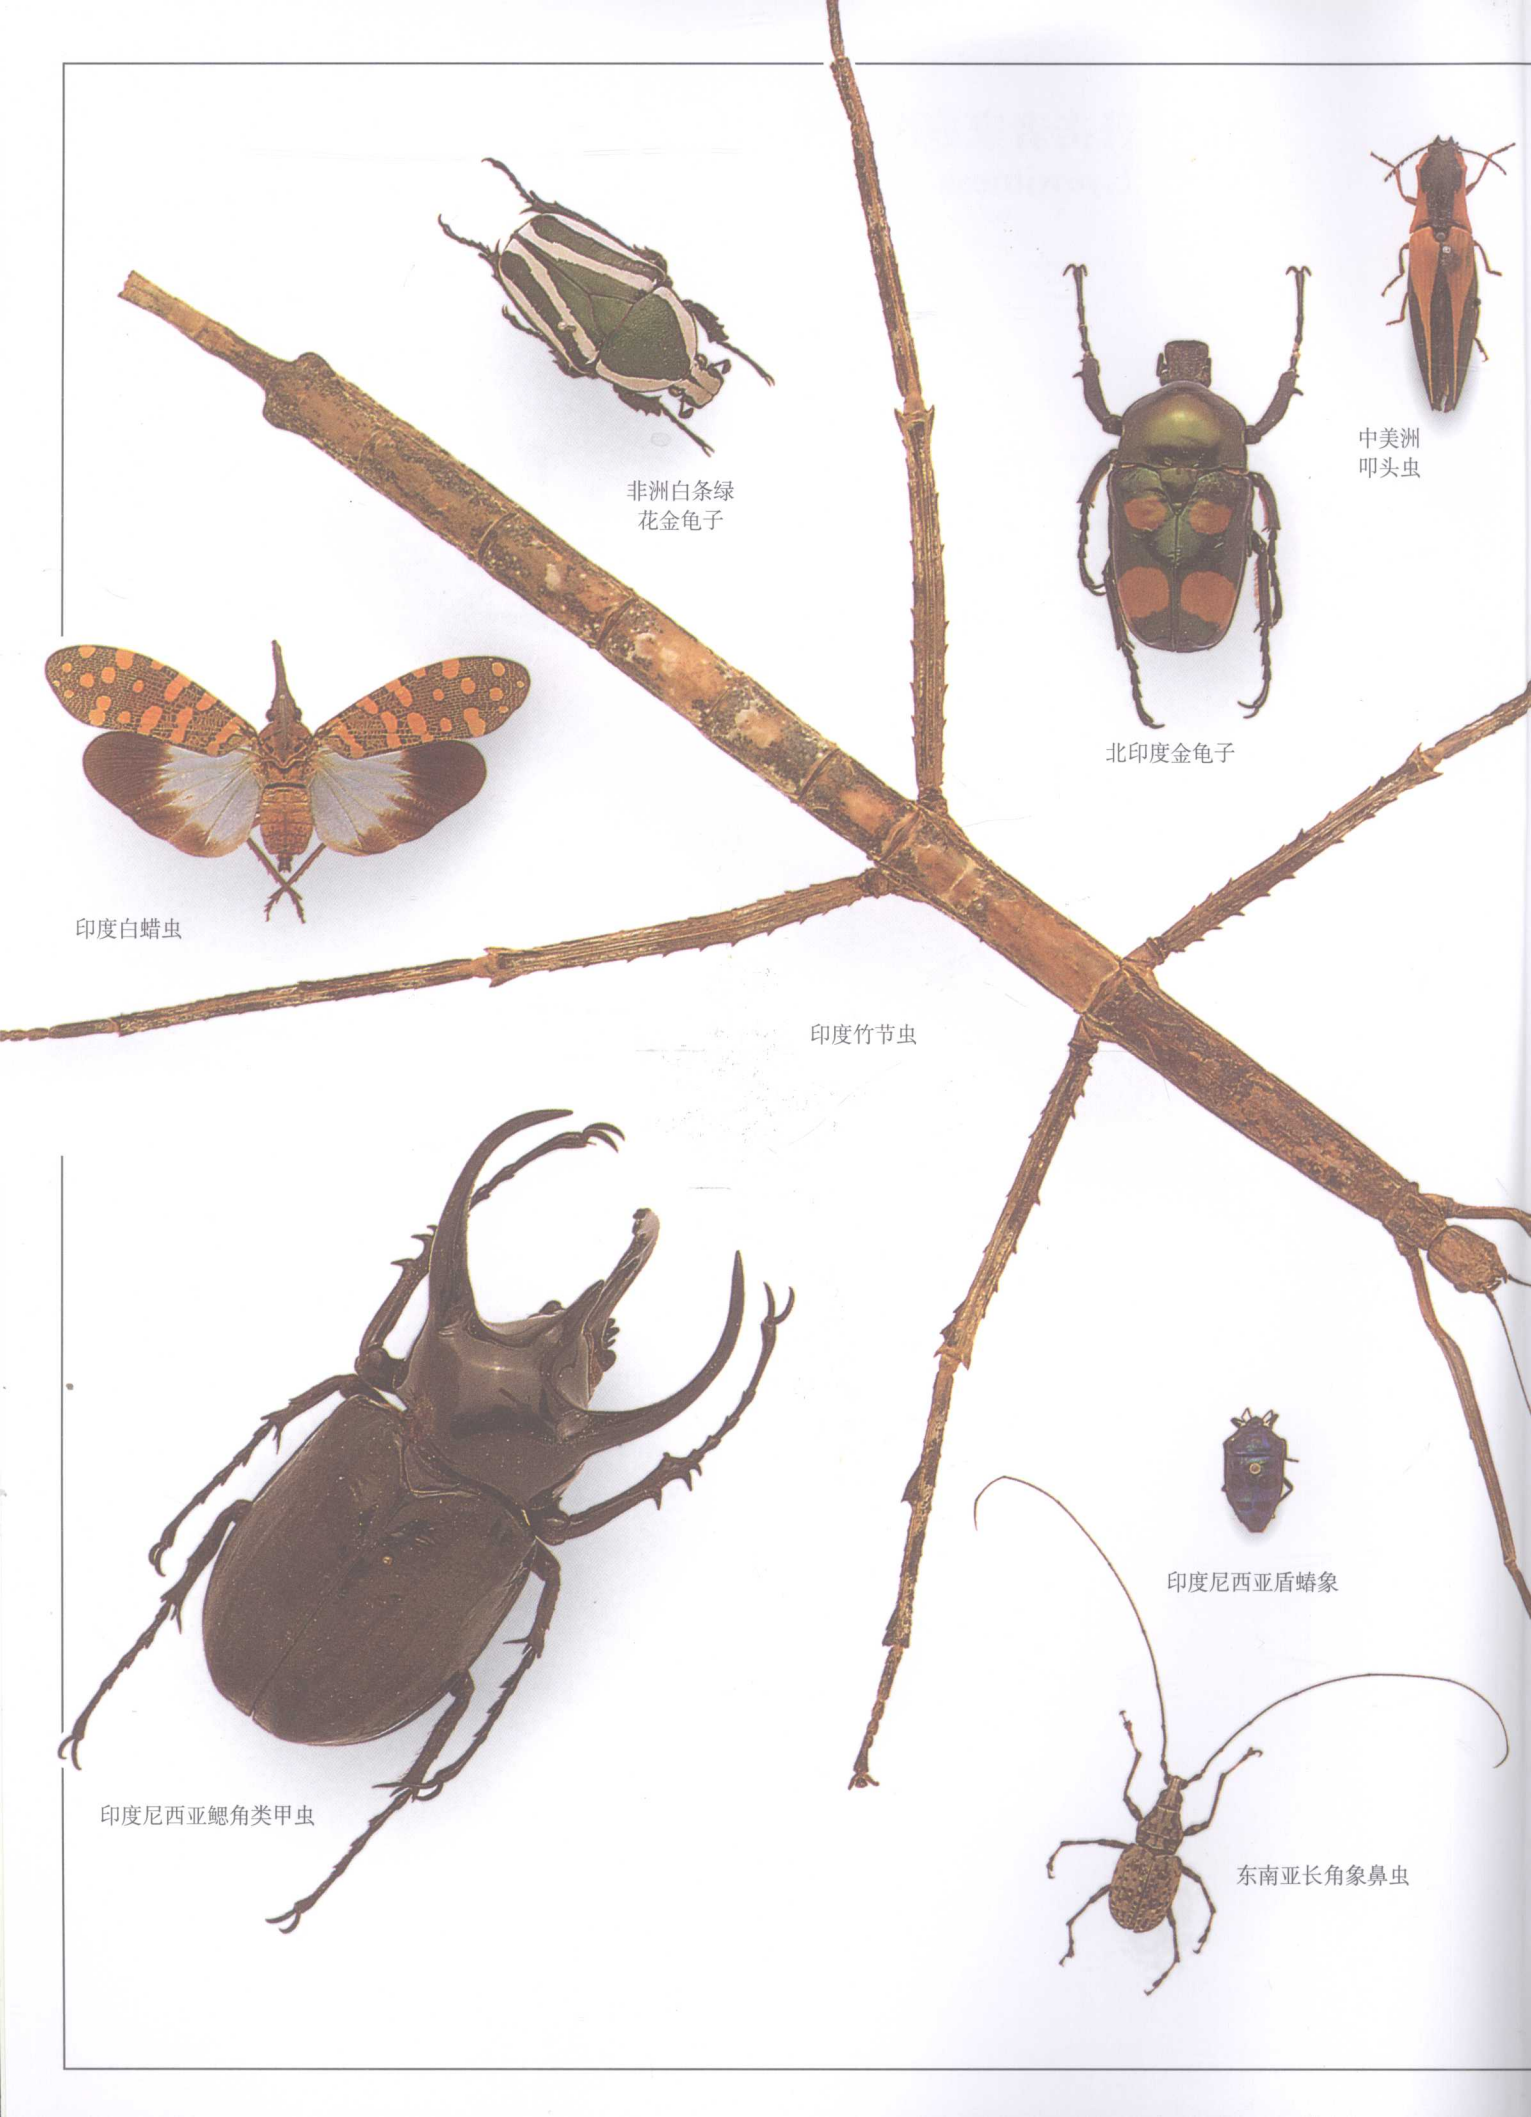 中美洲
叩头虫
非洲白条绿
花金龟子
北印度金龟子
印度白蜡虫
印度竹节虫
印度尼西亚盾蝽象
印度尼西亚鳃角类甲虫
东南亚长角象鼻虫